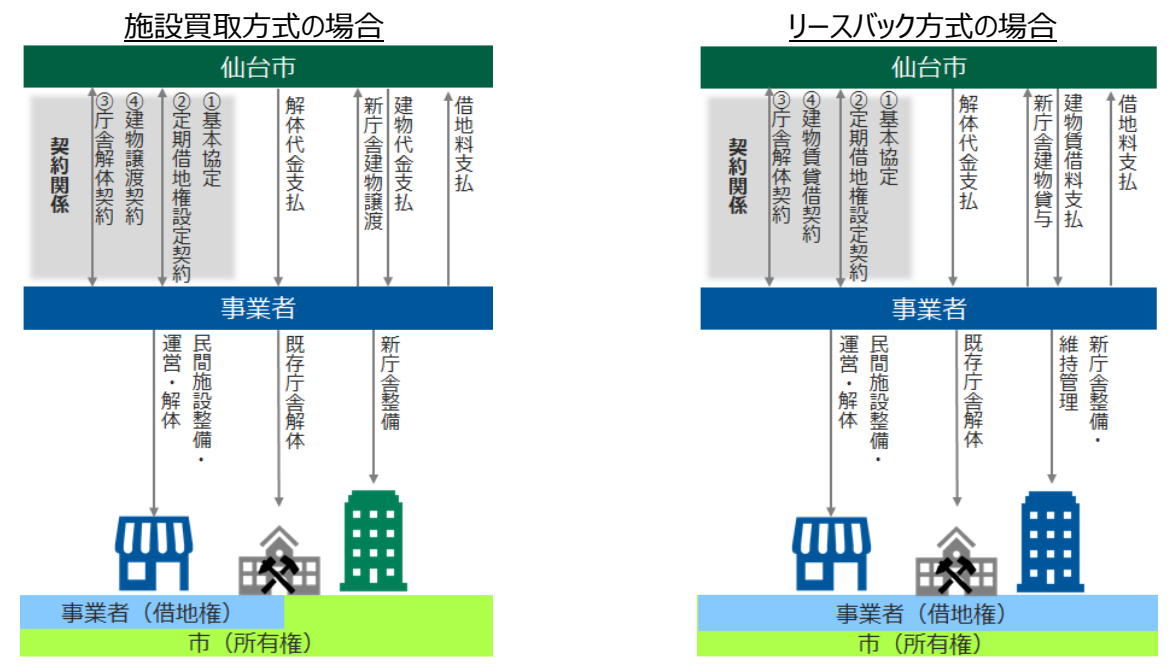 施設買取方式の場合
仙台市
契約関係
①基本協定
②定期借地権設定契約
④建物譲渡契約
③庁舎解体契約
解体代金支払
新庁舎建物譲渡
建物代金支払
借地料支払
事業者
民間施設整備・
運営・解体
既存庁舎解体
新庁舎整備
事業者（借地権）
市（所有権）
リースバック方式の場合
仙台市
契約関係
①基本協定
②定期借地権設定契約
④建物賃貸借契約
③庁舎解体契約
解体代金支払
新庁舎建物貸与
建物賃借料支払
借地料支払
事業者
民間施設整備・
運営・解体
既存庁舎解体
新庁舎整備・
維持管理
事業者（借地権）
市（所有権）